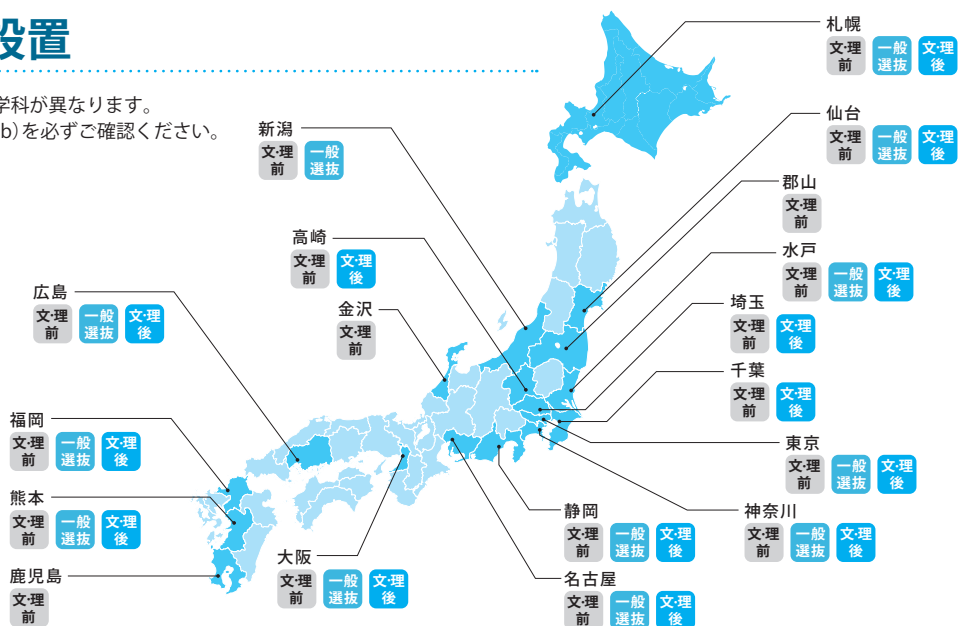 設置
学科が異なります。
b）を必ずご確認ください。
札幌
文・理
前
一般
選抜
文・理
後
仙台
文・理
前
一般
選抜
文・理
後
新潟
文・理
前
一般
選抜
郡山
文・理
前
高崎
文・理
前
文・理
後
水戸
文・理
前
一般
選抜
文・理
後
広島
文・理
前
一般
選抜
文・理
後
金沢
文・理
前
埼玉
文・理
前
文・理
後
千葉
文・理
前
文・理
後
福岡
文・理
前
一般
選抜
文・理
後
東京
文・理
前
一般
選抜
文・理
後
熊本
文・理
前
一般
選抜
文・理
後
静岡
文・理
前
一般
選抜
文・理
後
神奈川
文・理
前
一般
選抜
文・理
後
大阪
文・理
前
一般
選抜
文・理
後
鹿児島
文・理
前
名古屋
文・理
前
一般
選抜
文・理
後